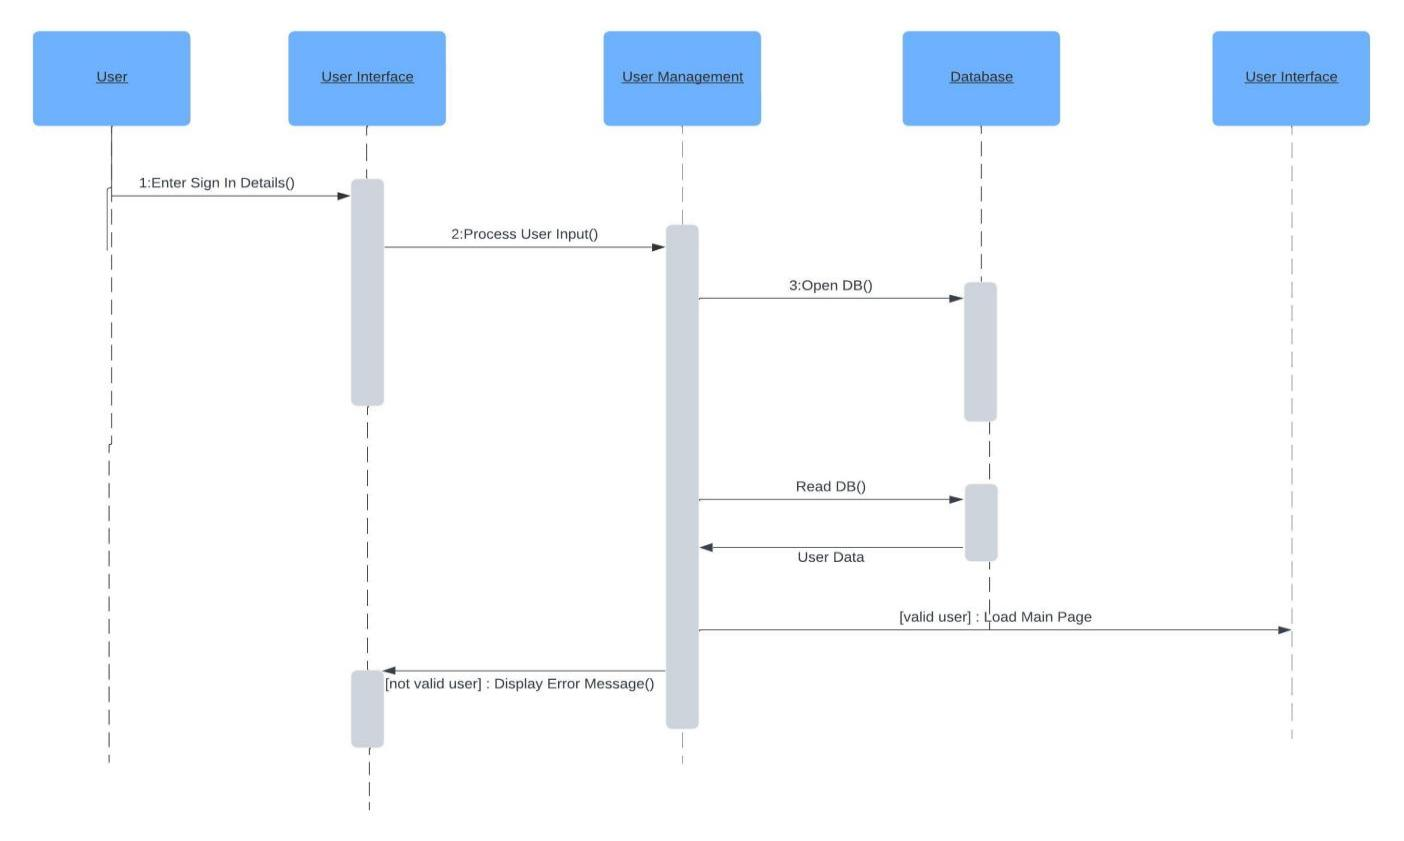 User
User Interface
User Management
Database
User Interface
1:Enter Sign In Details()
2:Process User Input()
3:Open DB()
Read DB()
User Data
[valid user] : Load Main Page
[not valid user] : Display Error Message()